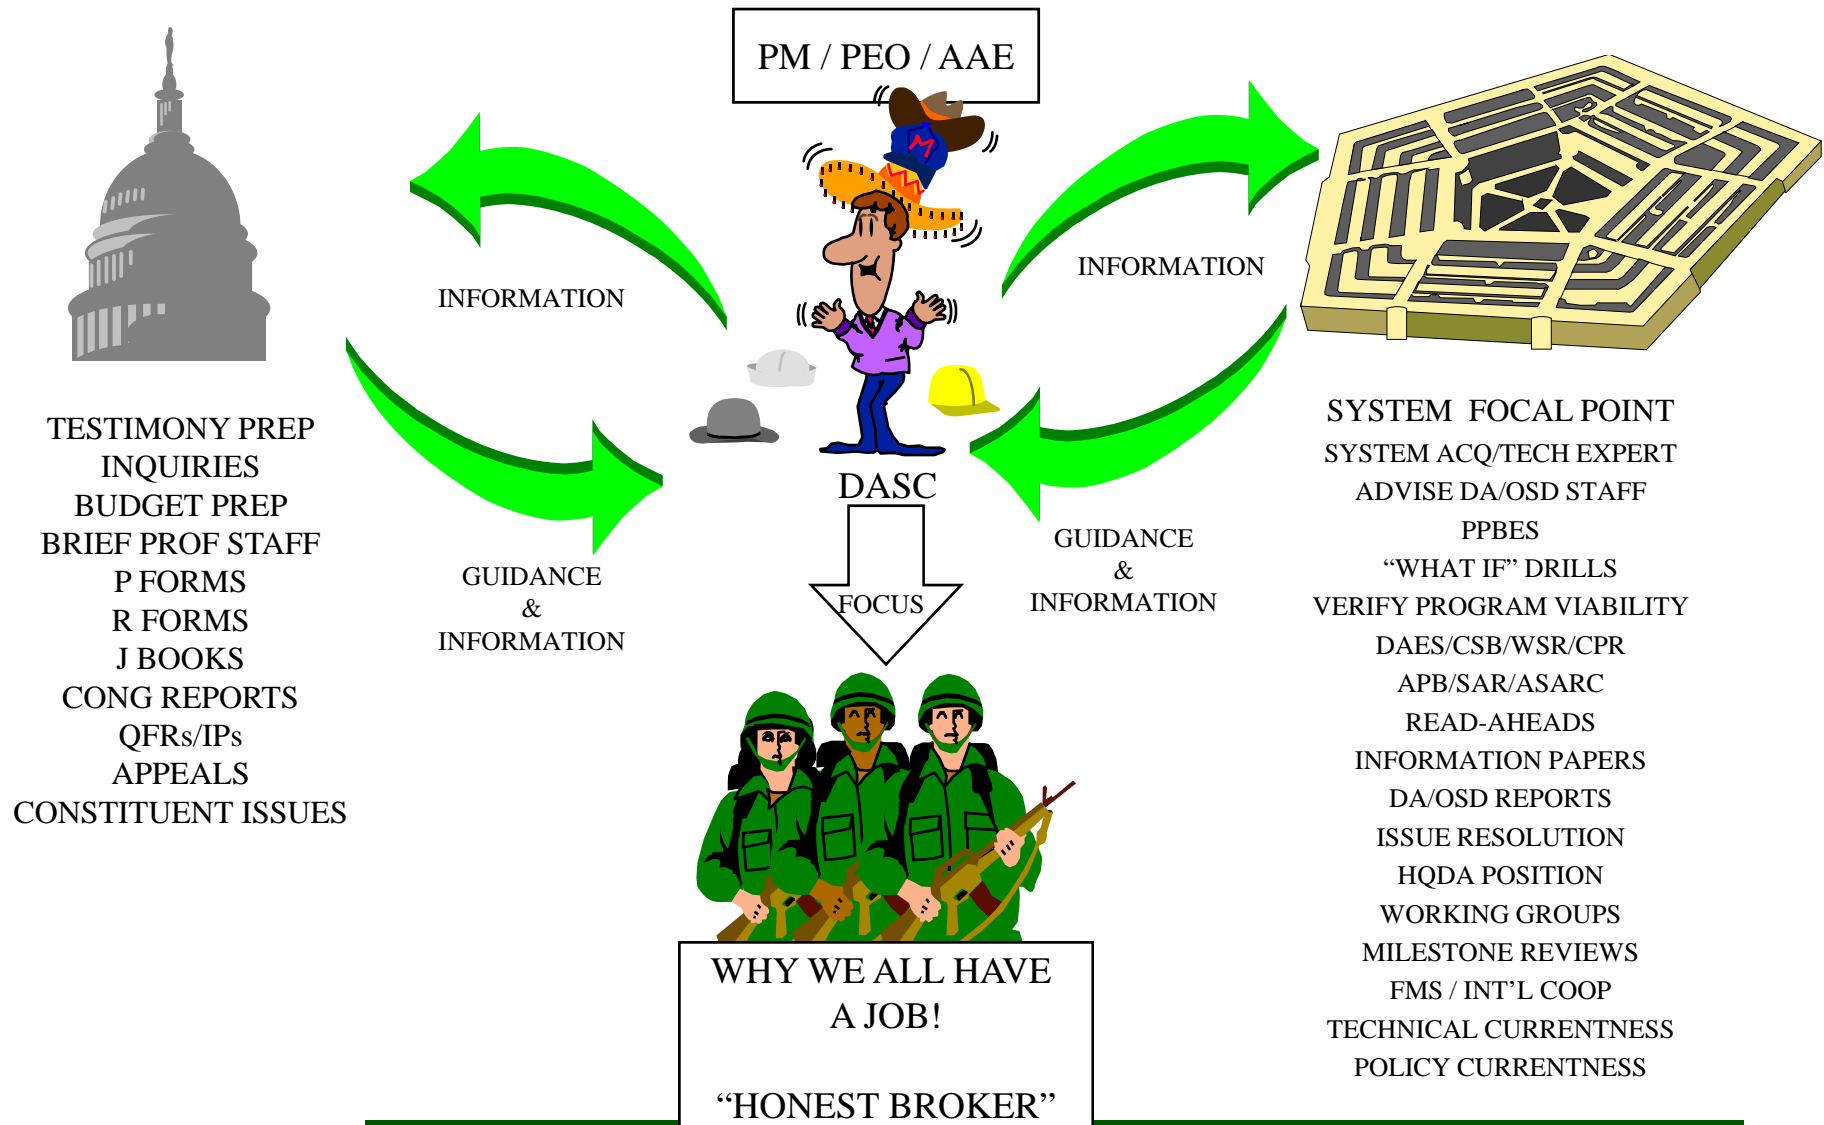 PM / PEO / AAE
M
INFORMATION
INFORMATION
DASC
GUIDANCE
&
INFORMATION
GUIDANCE
&
INFORMATION
FOCUS
TESTIMONY PREP
INQUIRIES
BUDGET PREP
BRIEF PROF STAFF
P FORMS
R FORMS
J BOOKS
CONG REPORTS
QFRs/IPs
APPEALS
CONSTITUENT ISSUES
SYSTEM FOCAL POINT
SYSTEM ACQ/TECH EXPERT
ADVISE DA/OSD STAFF
PPBES
“WHAT IF” DRILLS
VERIFY PROGRAM VIABILITY
DAES/CSB/WSR/CPR
APB/SAR/ASARC
READ-AHEADS
INFORMATION PAPERS
DA/OSD REPORTS
ISSUE RESOLUTION
HQDA POSITION
WORKING GROUPS
MILESTONE REVIEWS
FMS / INT’L COOP
TECHNICAL CURRENTNESS
POLICY CURRENTNESS
WHY WE ALL HAVE
A JOB!
“HONEST BROKER”